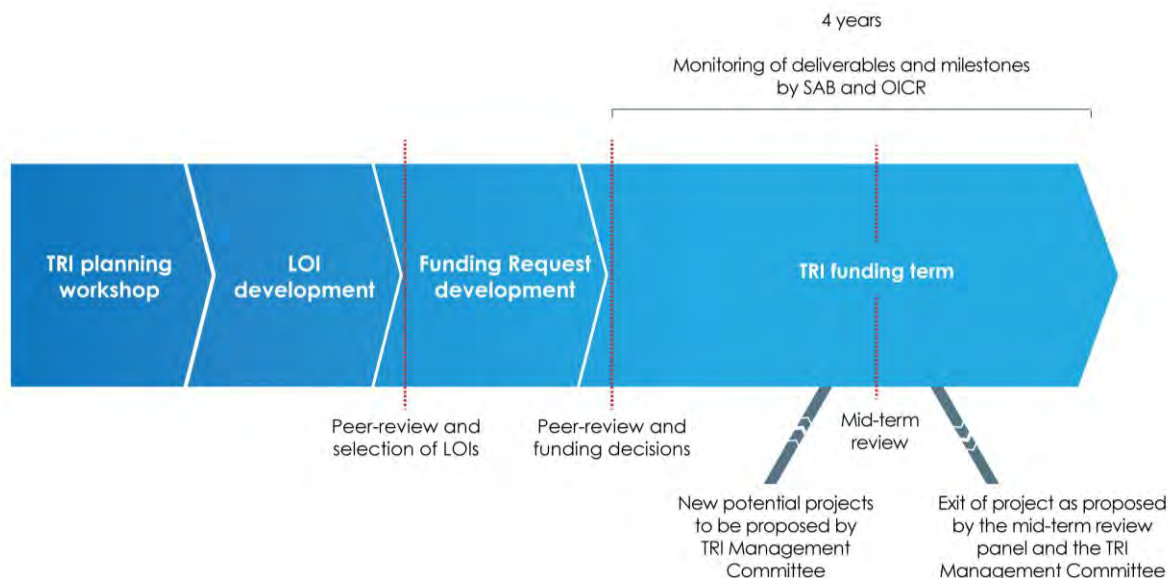 4 years
Monitoring of deliverables and milestones
by SAB and OICR
TRI planning
workshop
LOI
development
Funding Request
development
TRI funding term
Peer-review and
selection of LOIs
Peer-review and
funding decisions
Mid-term
review
New potential projects
to be proposed by
TRI Management
Committee
Exit of project as proposed
by the mid-term review
panel and the TRI
Management Committee